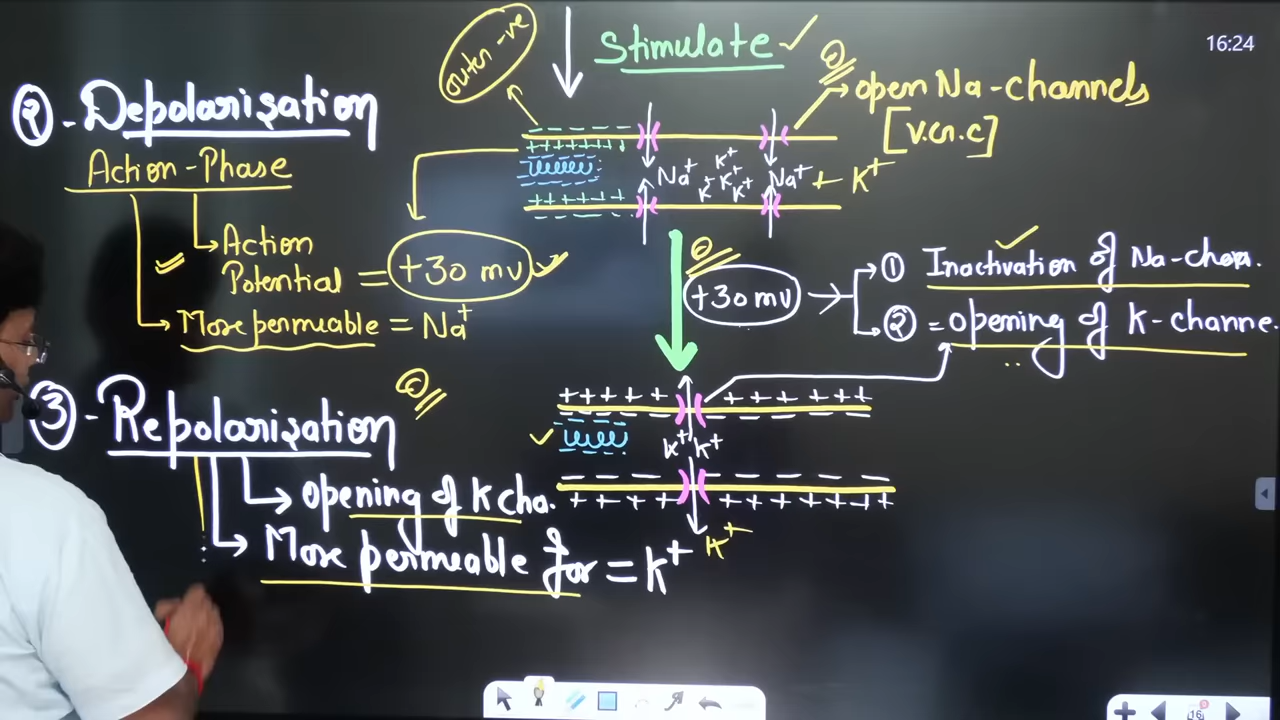 16:24
Stimulate ✓
outer -ve
② - Depolarisation
→ open Na-channels
[V.G.C]
Action-Phase
- - - - - -
+ + + + + +
Na⁺ K⁺ K⁺ K⁺ K⁺ Na⁺ + K⁺
+ + + + + +
- - - - - -
→ Action
Potential = +30 mv ✓
→ More permeable = Na⁺
+30 mv →
① Inactivation of Na-chan.
② = opening of K-channe.
③ - Repolarisation
+ + + + + + + + + + +
- - - - - - - - - -
K⁺ K⁺
- - - - - - - - - -
+ + + + + + + + + + +
K⁺
→ opening of K cha.
→ More permeable for = K⁺
16